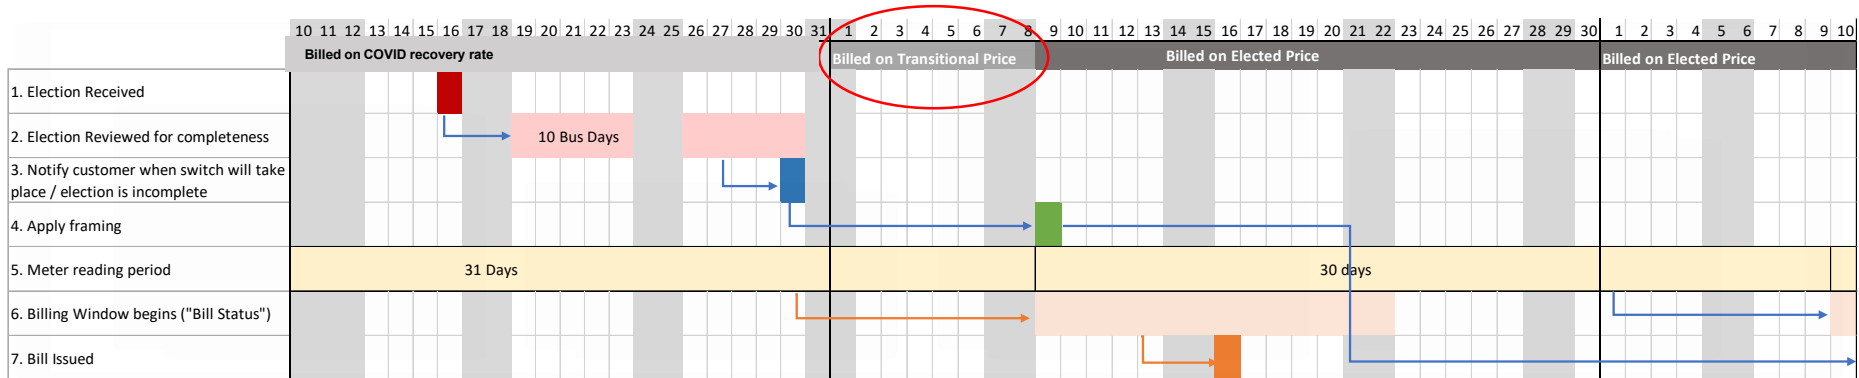 10 11 12 13 14 15 16 17 18 19 20 21 22 23 24 25 26 27 28 29 30 31 1 2 3 4 5 6 7 8 9 10 11 12 13 14 15 16 17 18 19 20 21 22 23 24 25 26 27 28 29 30 1 2 3 4 5 6 7 8 9 10
Billed on COVID recovery rate
Billed on Transitional Price
Billed on Elected Price
Billed on Elected Price
1. Election Received
2. Election Reviewed for completeness
10 Bus Days
3. Notify customer when switch will take
place / election is incomplete
4. Apply framing
5. Meter reading period
31 Days
30 days
6. Billing Window begins ("Bill Status")
7. Bill Issued